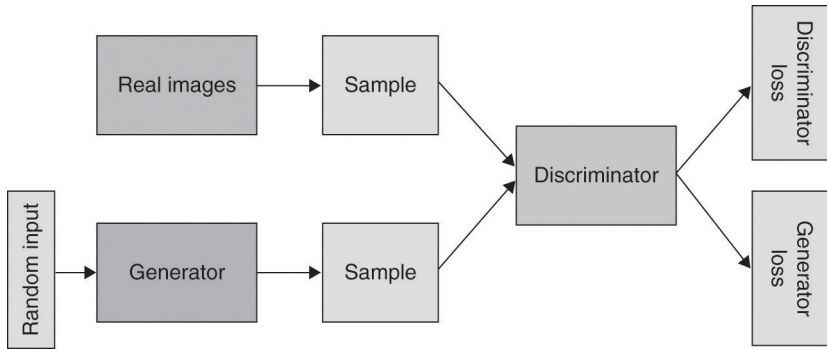 Real images
Sample
Discriminator
loss
Discriminator
Random input
Generator
Sample
Generator
loss